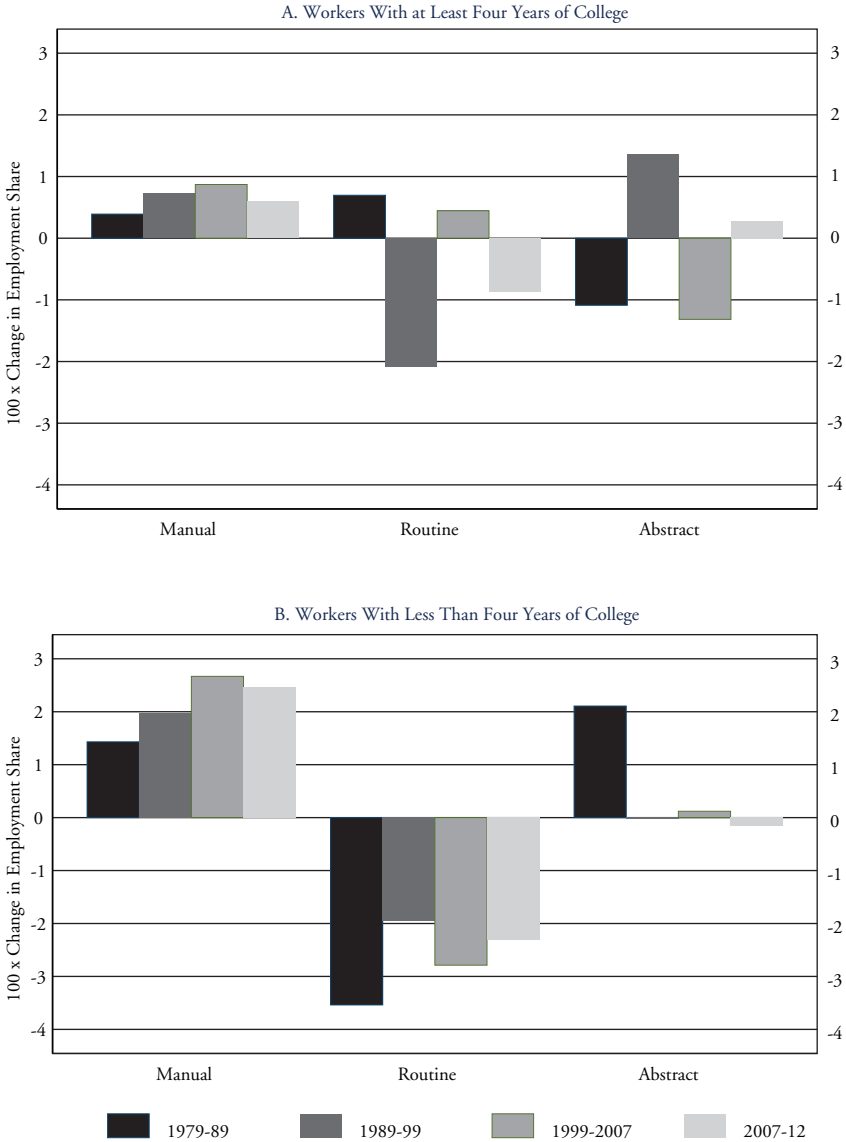 A. Workers With at Least Four Years of College
3 3
2 2
1 1
0 0
-1 -1
-2 -2
-3 -3
-4 -4
100 x Change in Employment Share
Manual Routine Abstract
B. Workers With Less Than Four Years of College
3 3
2 2
1 1
0 0
-1 -1
-2 -2
-3 -3
-4 -4
100 x Change in Employment Share
Manual Routine Abstract
1979-89 1989-99 1999-2007 2007-12